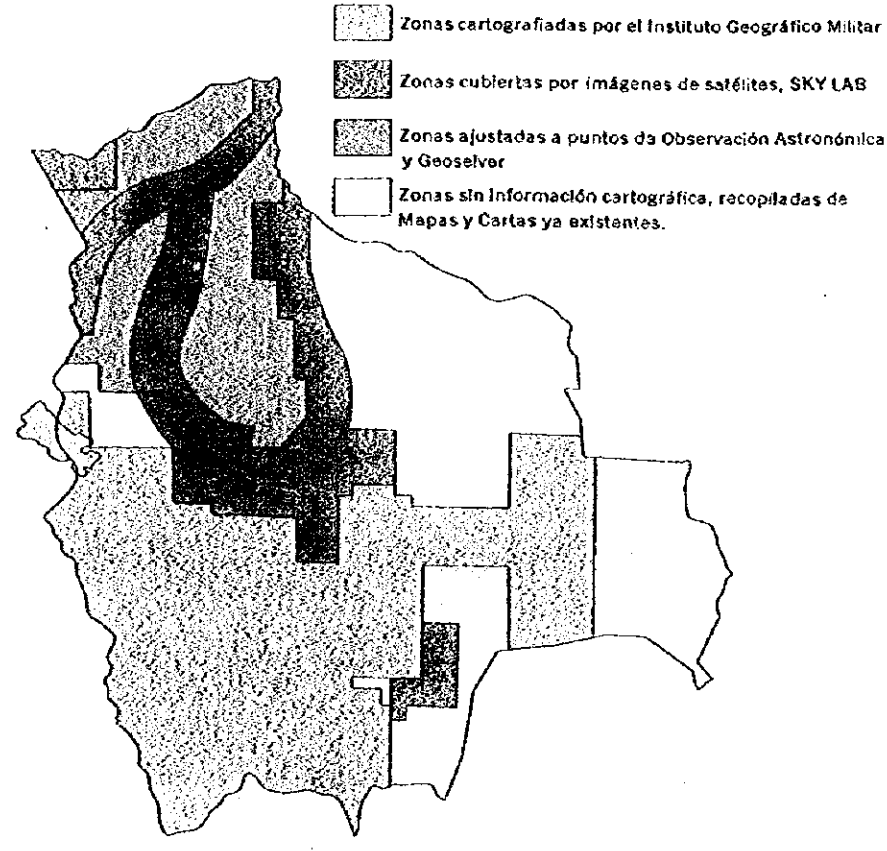 Zonas cartografiadas por el Instituto Geográfico Militar
Zonas cubiertas por imágenes de satélites, SKY LAB
Zonas ajustadas a puntos da Observación Astronómica
y Geoselver
Zonas sin información cartográfica, recopiladas de
Mapas y Cartas ya existentes.